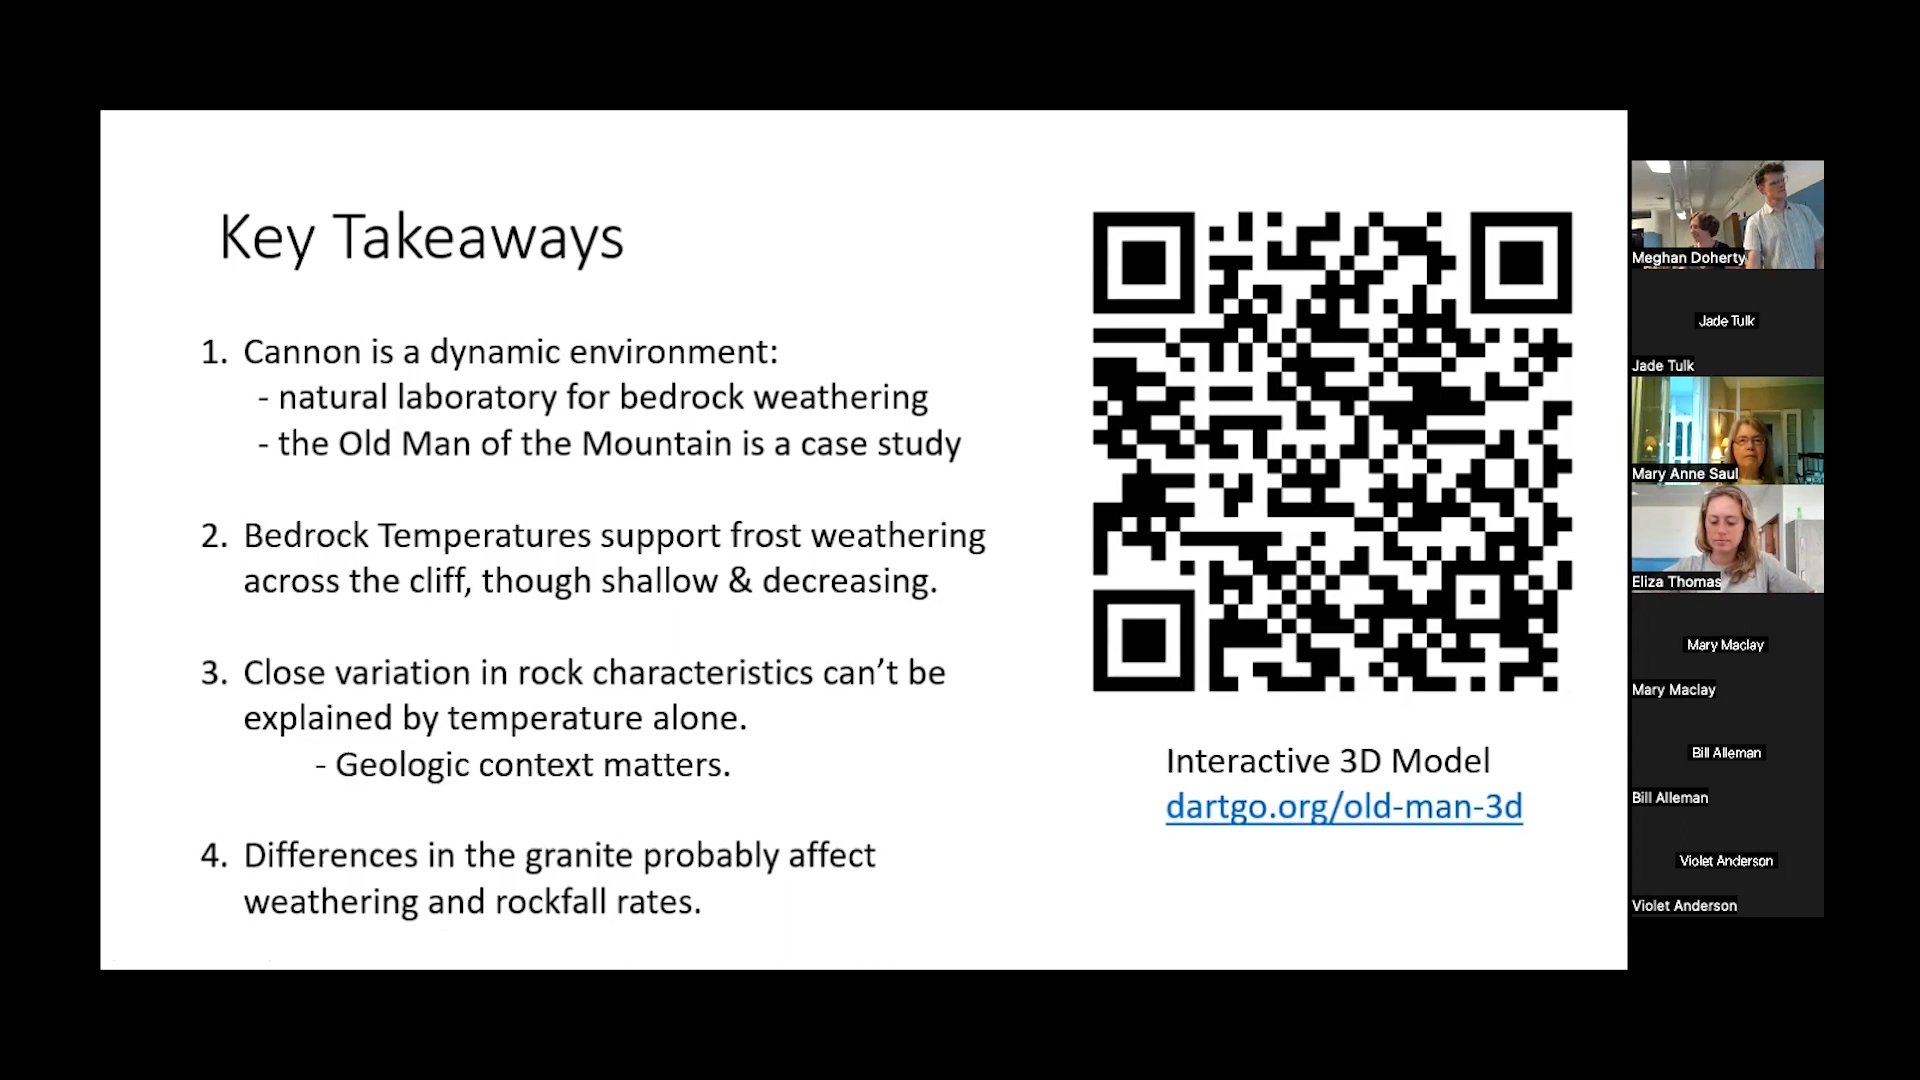 Key Takeaways
1. Cannon is a dynamic environment:
- natural laboratory for bedrock weathering
- the Old Man of the Mountain is a case study
2. Bedrock Temperatures support frost weathering
across the cliff, though shallow & decreasing.
3. Close variation in rock characteristics can’t be
explained by temperature alone.
- Geologic context matters.
4. Differences in the granite probably affect
weathering and rockfall rates.
Interactive 3D Model
dartgo.org/old-man-3d
Meghan Doherty
Jade Tulk
Jade Tulk
Mary Anne Saul
Eliza Thomas
Mary Maclay
Mary Maclay
Bill Alleman
Bill Alleman
Violet Anderson
Violet Anderson